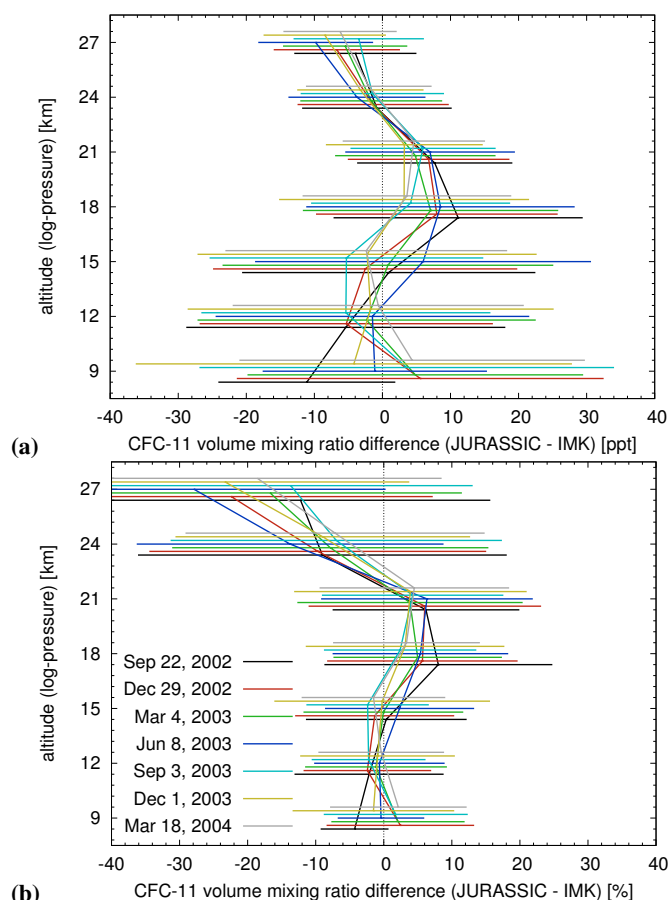 27
24
21
18
15
12
9
altitude (log-pressure) [km]
-40 -30 -20 -10 0 10 20 30 40
(a)
CFC-11 volume mixing ratio difference (JURASSIC - IMK) [ppt]
27
24
21
18
15
12
9
altitude (log-pressure) [km]
Sep 22, 2002
Dec 29, 2002
Mar 4, 2003
Jun 8, 2003
Sep 3, 2003
Dec 1, 2003
Mar 18, 2004
-40 -30 -20 -10 0 10 20 30 40
(b)
CFC-11 volume mixing ratio difference (JURASSIC - IMK) [%]